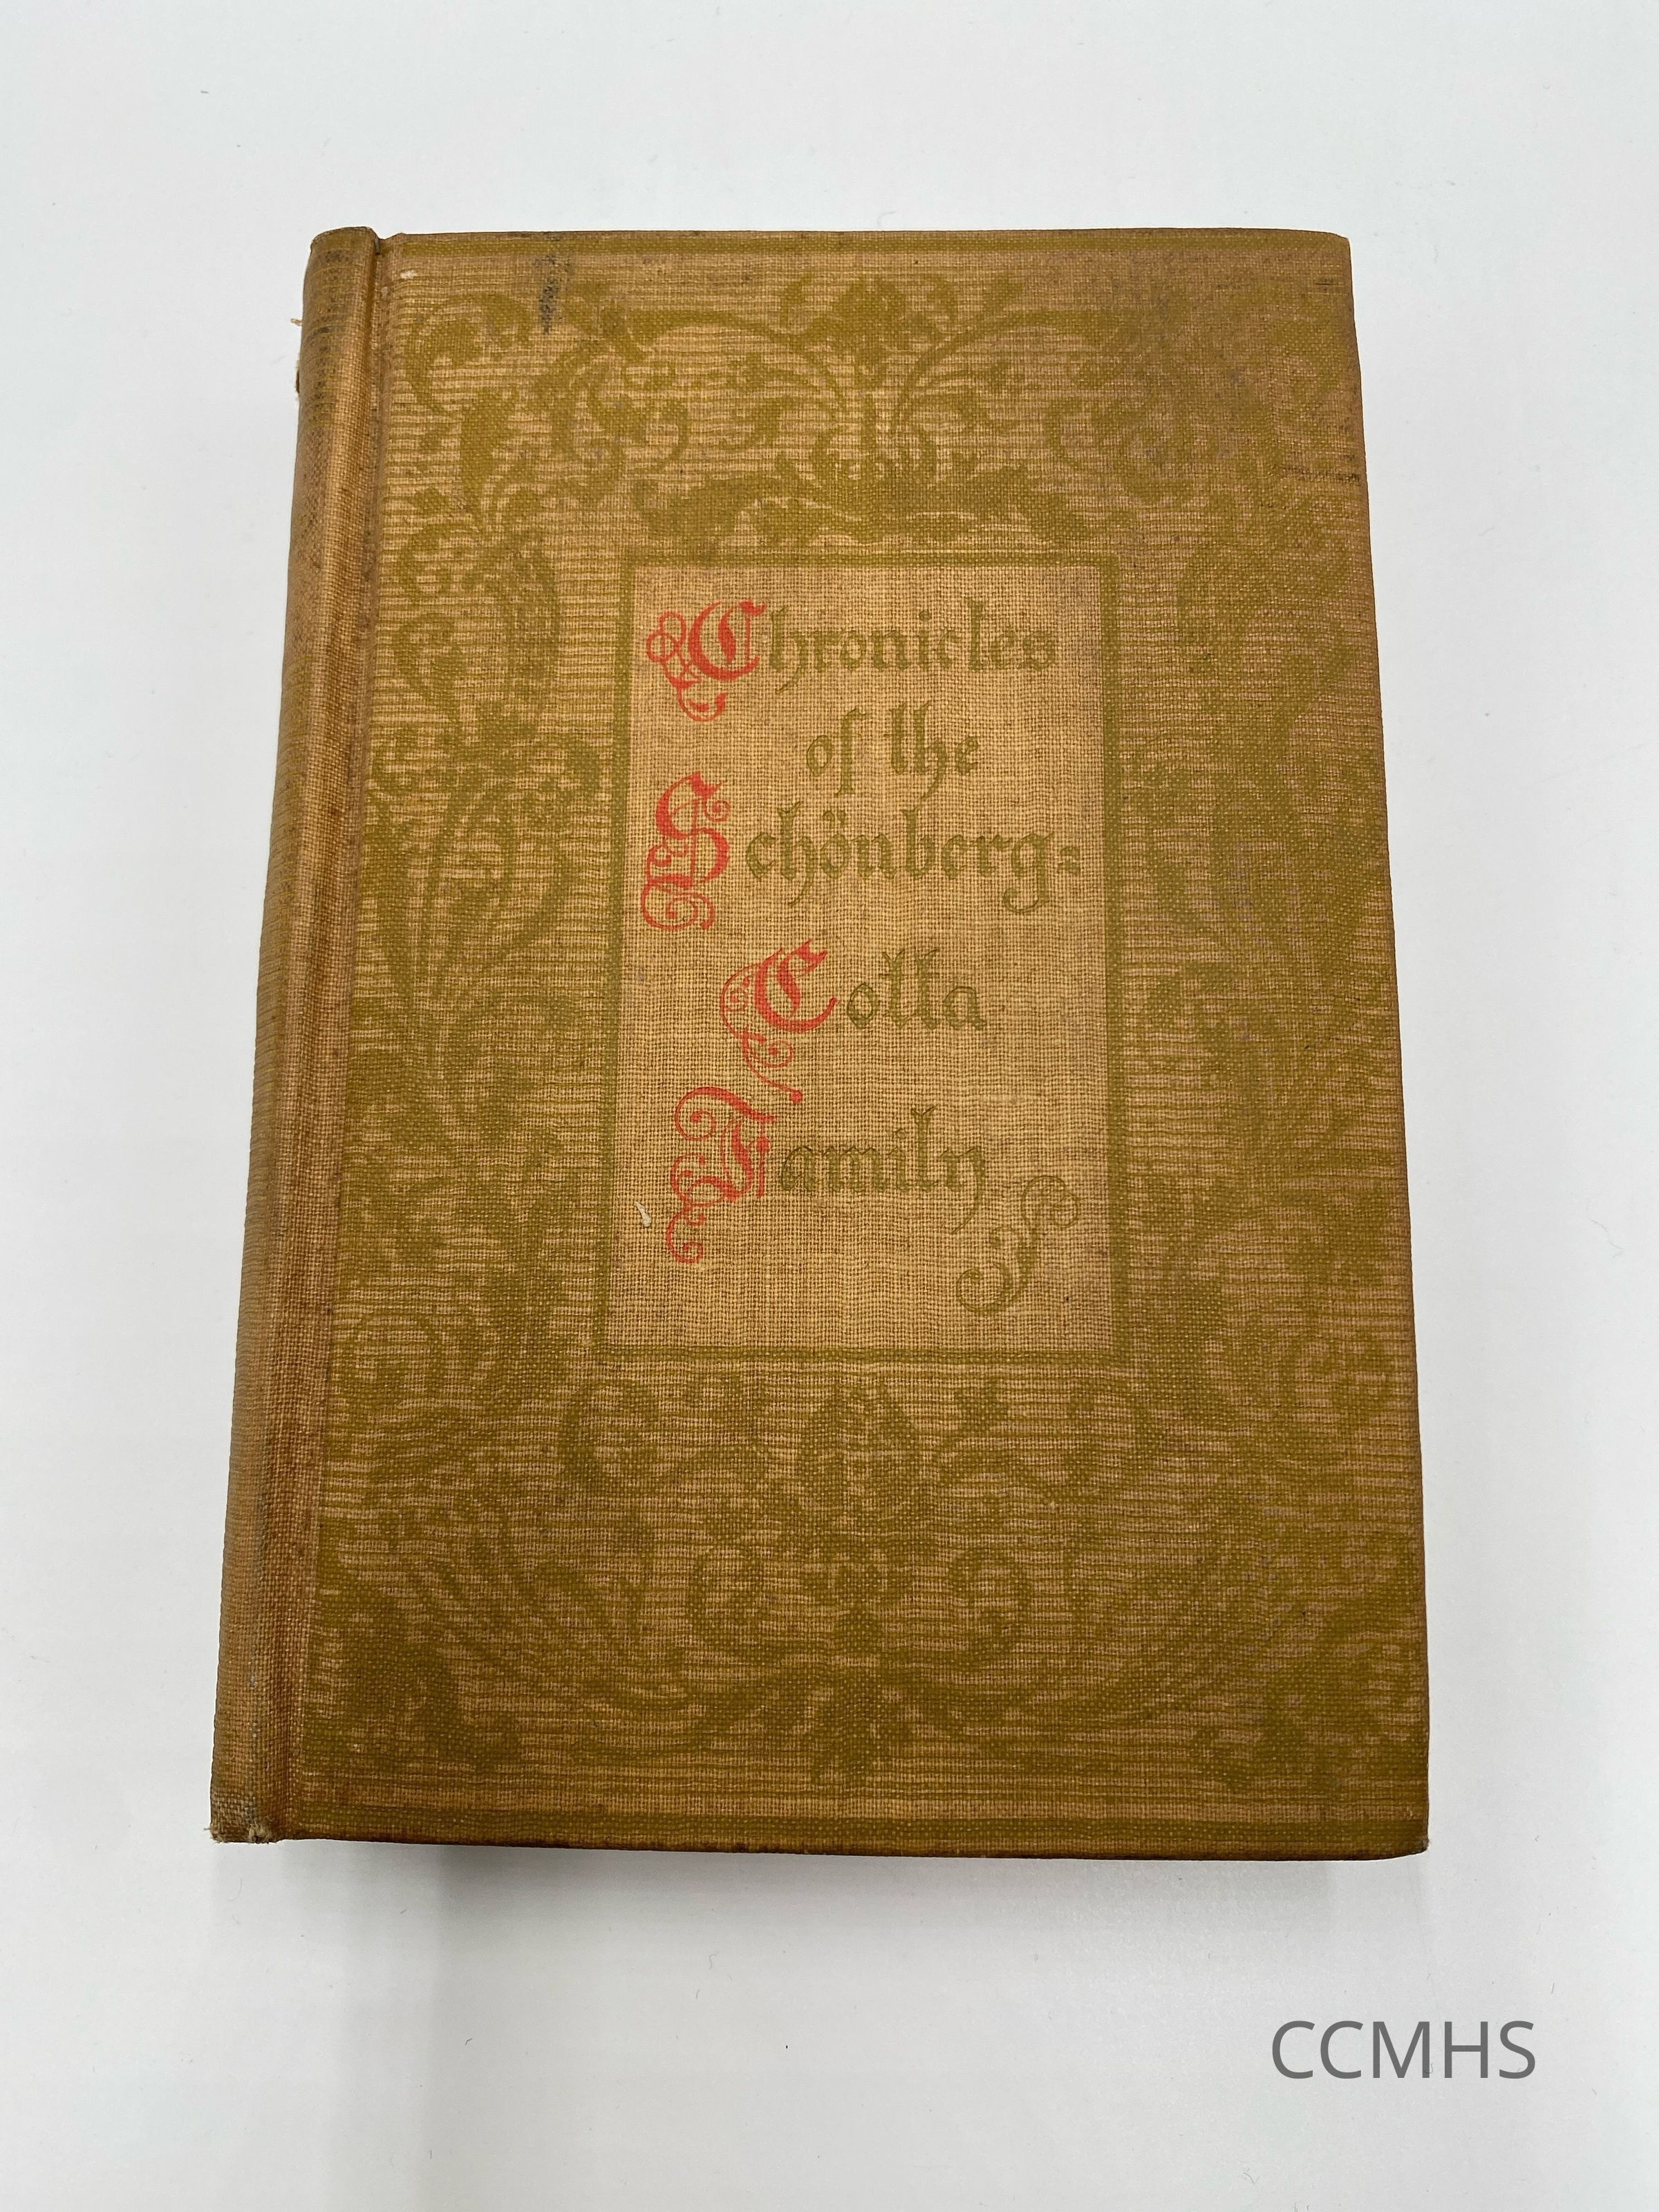 Chronicles
of the
Schönberg=
Cotta
Family
CCMHS